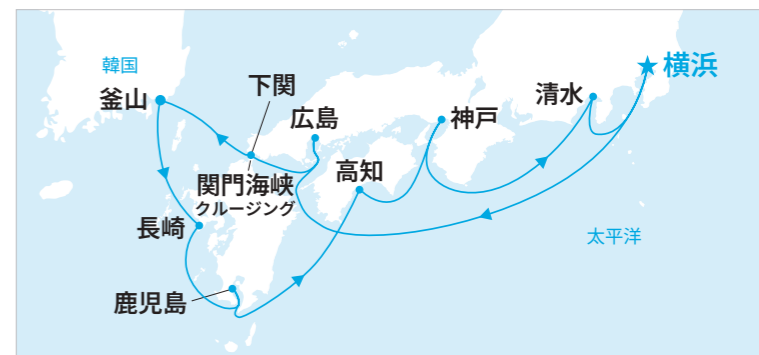 韓国
釜山
下関
広島
神戸
清水
横浜
高知
関門海峡
クルージング
長崎
太平洋
鹿児島